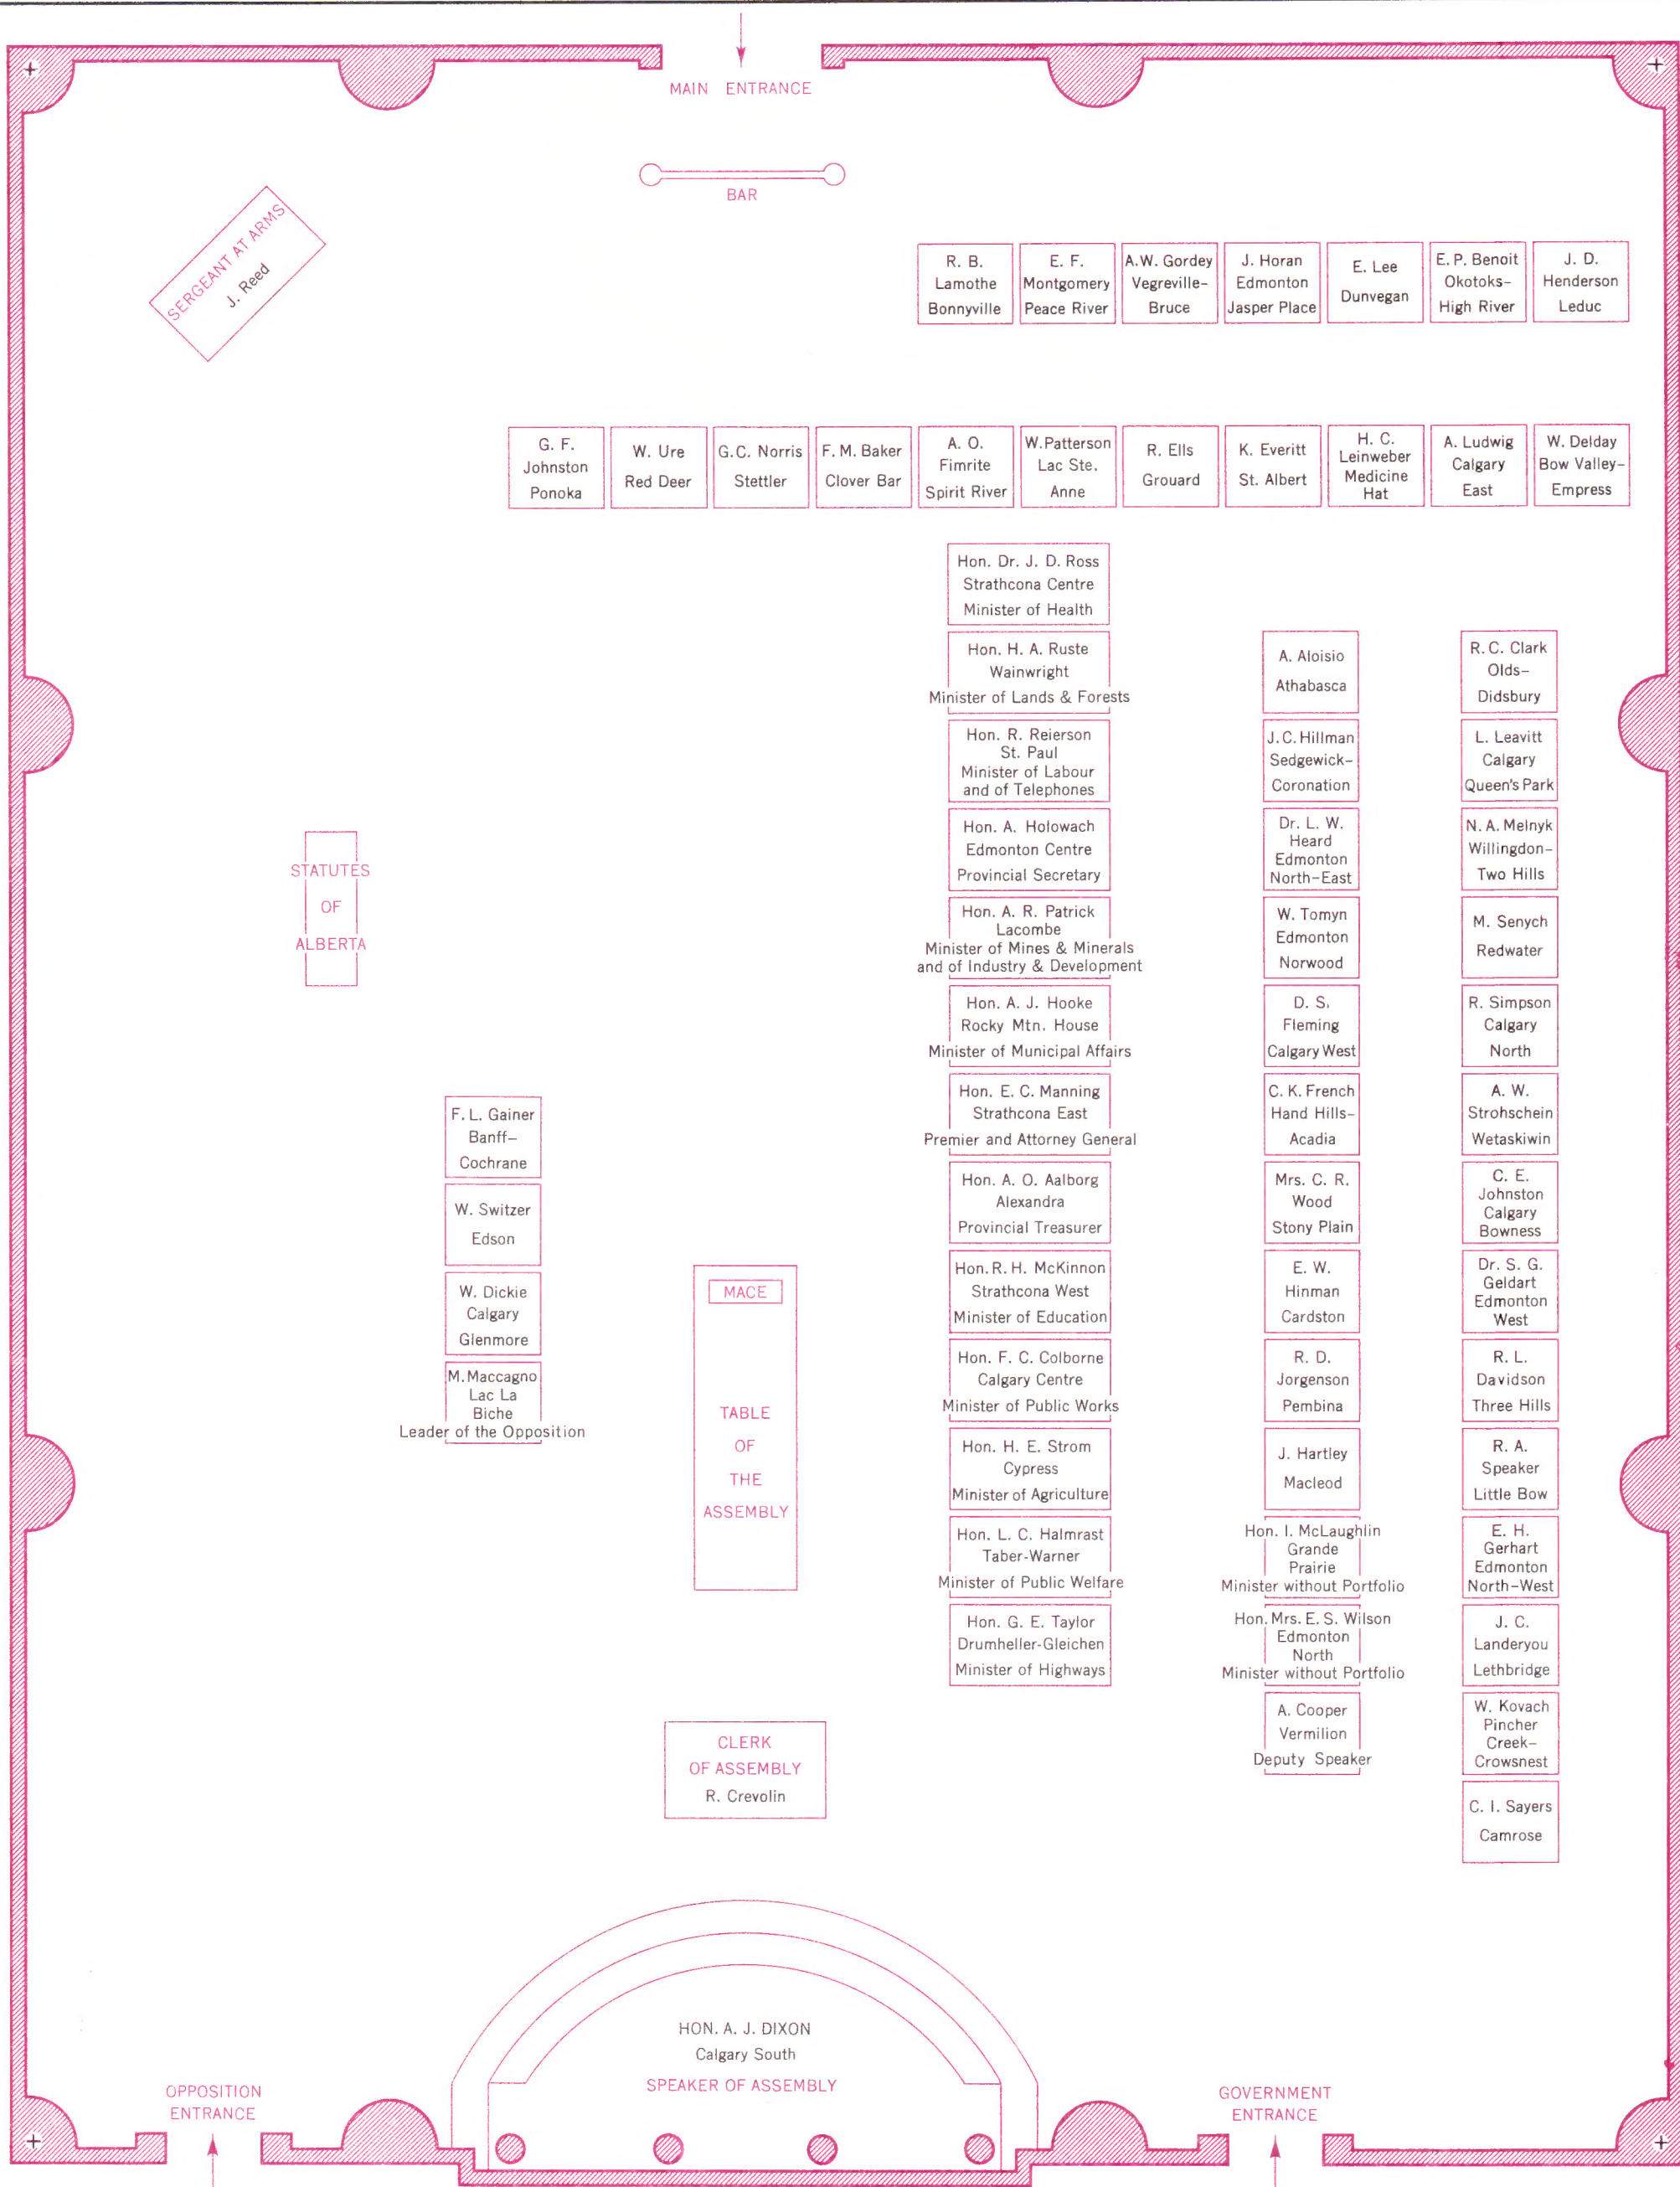 MAIN ENTRANCE
BAR
SERGEANT AT ARMS
J. Reed
R. B.
Lamothe
Bonnyville
E. F.
Montgomery
Peace River
A.W. Gordey
Vegreville–
Bruce
J. Horan
Edmonton
Jasper Place
E. Lee
Dunvegan
E. P. Benoit
Okotoks–
High River
J. D.
Henderson
Leduc
G. F.
Johnston
Ponoka
W. Ure
Red Deer
G.C. Norris
Stettler
F. M. Baker
Clover Bar
A. O.
Fimrite
Spirit River
W.Patterson
Lac Ste.
Anne
R. Ells
Grouard
K. Everitt
St. Albert
H. C.
Leinweber
Medicine
Hat
A. Ludwig
Calgary
East
W. Delday
Bow Valley–
Empress
Hon. Dr. J. D. Ross
Strathcona Centre
Minister of Health
Hon. H. A. Ruste
Wainwright
Minister of Lands & Forests
Hon. R. Reierson
St. Paul
Minister of Labour
and of Telephones
Hon. A. Holowach
Edmonton Centre
Provincial Secretary
Hon. A. R. Patrick
Lacombe
Minister of Mines & Minerals
and of Industry & Development
Hon. A. J. Hooke
Rocky Mtn. House
Minister of Municipal Affairs
Hon. E. C. Manning
Strathcona East
Premier and Attorney General
Hon. A. O. Aalborg
Alexandra
Provincial Treasurer
Hon. R. H. McKinnon
Strathcona West
Minister of Education
Hon. F. C. Colborne
Calgary Centre
Minister of Public Works
Hon. H. E. Strom
Cypress
Minister of Agriculture
Hon. L. C. Halmrast
Taber-Warner
Minister of Public Welfare
Hon. G. E. Taylor
Drumheller-Gleichen
Minister of Highways
A. Aloisio
Athabasca
J. C. Hillman
Sedgewick–
Coronation
Dr. L. W.
Heard
Edmonton
North–East
W. Tomyn
Edmonton
Norwood
D. S.
Fleming
Calgary West
C. K. French
Hand Hills–
Acadia
Mrs. C. R.
Wood
Stony Plain
E. W.
Hinman
Cardston
R. D.
Jorgenson
Pembina
J. Hartley
Macleod
Hon. I. McLaughlin
Grande
Prairie
Minister without Portfolio
Hon. Mrs. E. S. Wilson
Edmonton
North
Minister without Portfolio
A. Cooper
Vermilion
Deputy Speaker
R. C. Clark
Olds–
Didsbury
L. Leavitt
Calgary
Queen's Park
N. A. Melnyk
Willingdon–
Two Hills
M. Senych
Redwater
R. Simpson
Calgary
North
A. W.
Strohschein
Wetaskiwin
C. E.
Johnston
Calgary
Bowness
Dr. S. G.
Geldart
Edmonton
West
R. L.
Davidson
Three Hills
R. A.
Speaker
Little Bow
E. H.
Gerhart
Edmonton
North–West
J. C.
Landeryou
Lethbridge
W. Kovach
Pincher
Creek–
Crowsnest
C. I. Sayers
Camrose
STATUTES
OF
ALBERTA
F. L. Gainer
Banff–
Cochrane
W. Switzer
Edson
W. Dickie
Calgary
Glenmore
M. Maccagno
Lac La
Biche
Leader of the Opposition
MACE
TABLE
OF
THE
ASSEMBLY
CLERK
OF ASSEMBLY
R. Crevolin
HON. A. J. DIXON
Calgary South
SPEAKER OF ASSEMBLY
OPPOSITION
ENTRANCE
GOVERNMENT
ENTRANCE